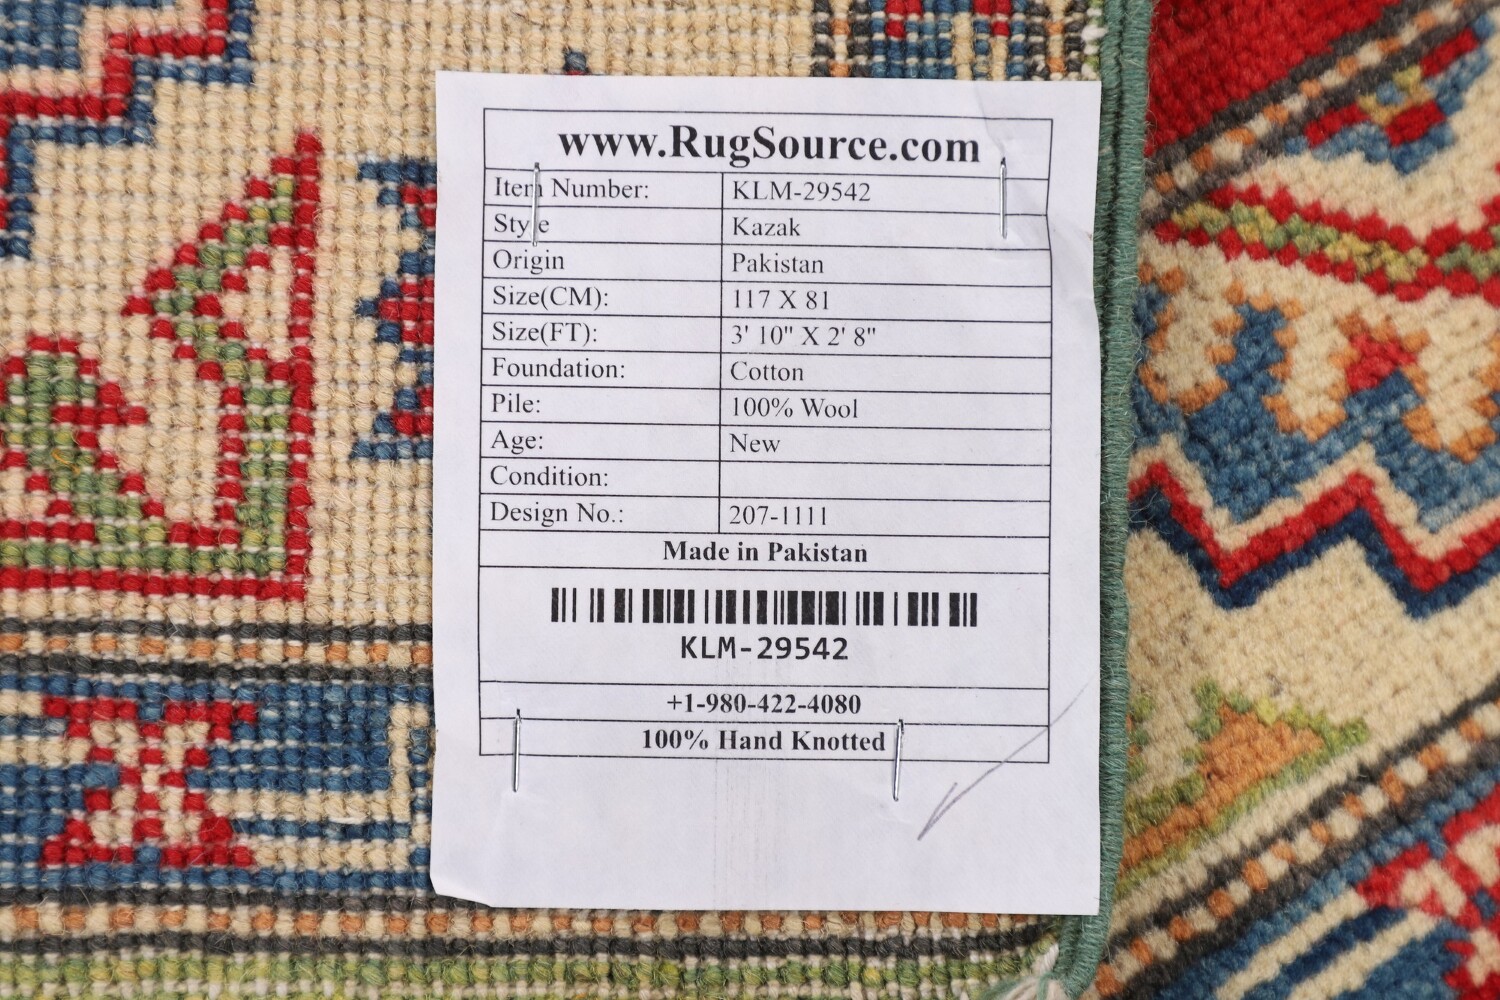 www.RugSource.com
Item Number: KLM-29542
Style Kazak
Origin Pakistan
Size(CM): 117 X 81
Size(FT): 3' 10" X 2' 8"
Foundation: Cotton
Pile: 100% Wool
Age: New
Condition:
Design No.: 207-1111
Made in Pakistan
KLM-29542
+1-980-422-4080
100% Hand Knotted